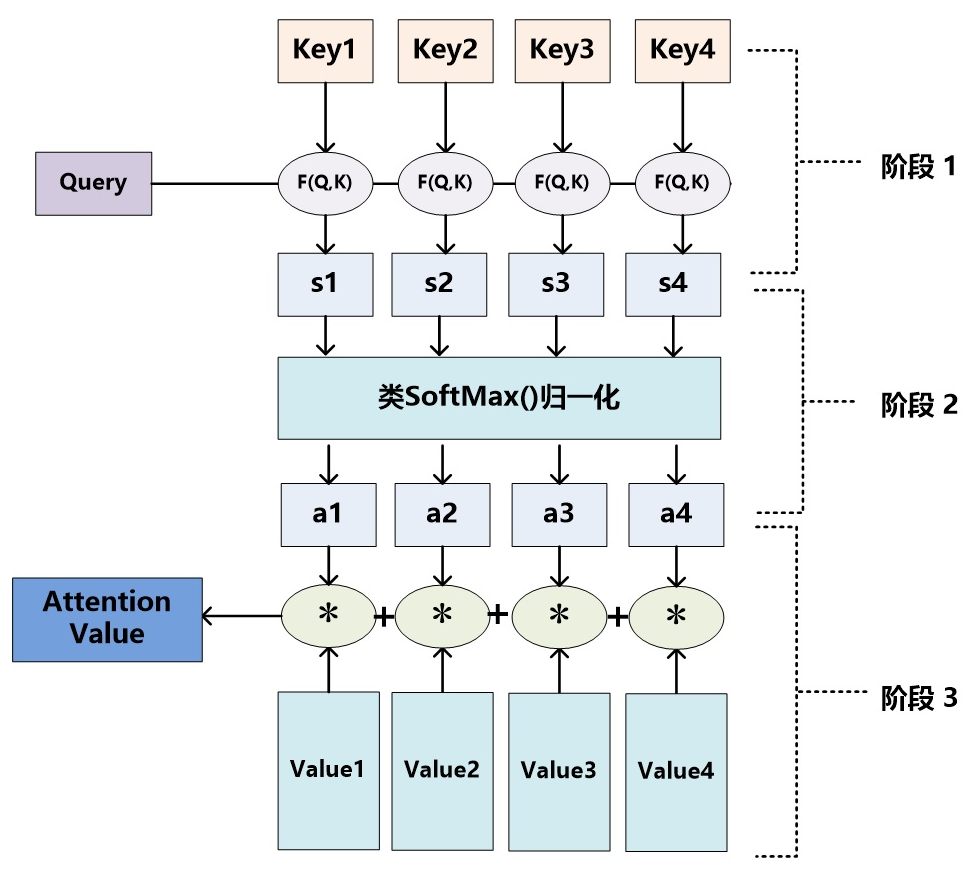 Key1 Key2 Key3 Key4
阶段 1
Query F(Q,K) F(Q,K) F(Q,K) F(Q,K)
s1 s2 s3 s4
类SoftMax()归一化
阶段 2
a1 a2 a3 a4
Attention
Value
* + * + * + *
阶段 3
Value1 Value2 Value3 Value4